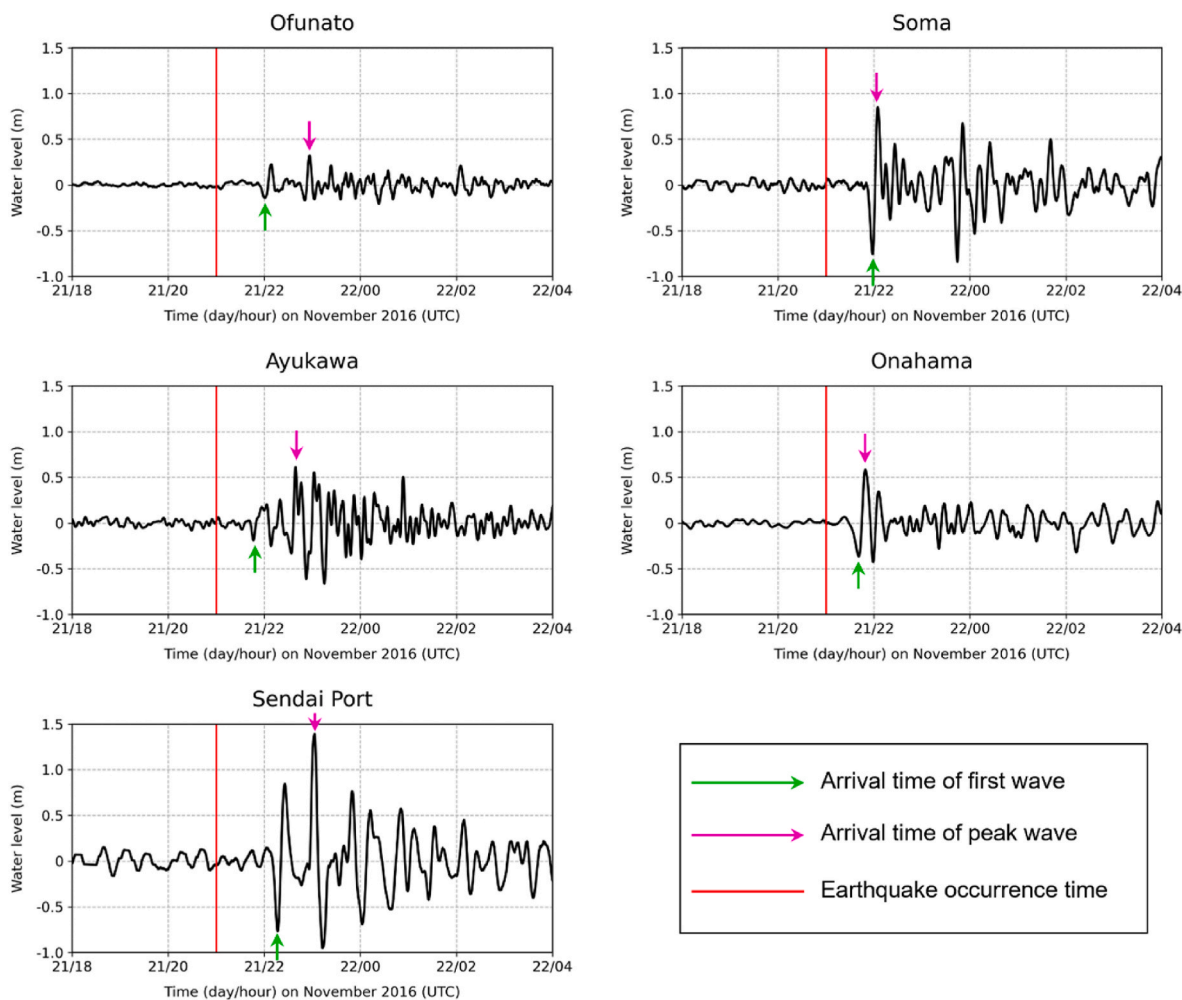 Ofunato
1.5
1.0
0.5
0
-0.5
-1.0
Water level (m)
21/18 21/20 21/22 22/00 22/02 22/04
Time (day/hour) on November 2016 (UTC)
Soma
1.5
1.0
0.5
0
-0.5
-1.0
Water level (m)
21/18 21/20 21/22 22/00 22/02 22/04
Time (day/hour) on November 2016 (UTC)
Ayukawa
1.5
1.0
0.5
0
-0.5
-1.0
Water level (m)
21/18 21/20 21/22 22/00 22/02 22/04
Time (day/hour) on November 2016 (UTC)
Onahama
1.5
1.0
0.5
0
-0.5
-1.0
Water level (m)
21/18 21/20 21/22 22/00 22/02 22/04
Time (day/hour) on November 2016 (UTC)
Sendai Port
1.5
1.0
0.5
0
-0.5
-1.0
Water level (m)
21/18 21/20 21/22 22/00 22/02 22/04
Time (day/hour) on November 2016 (UTC)
Arrival time of first wave
Arrival time of peak wave
Earthquake occurrence time